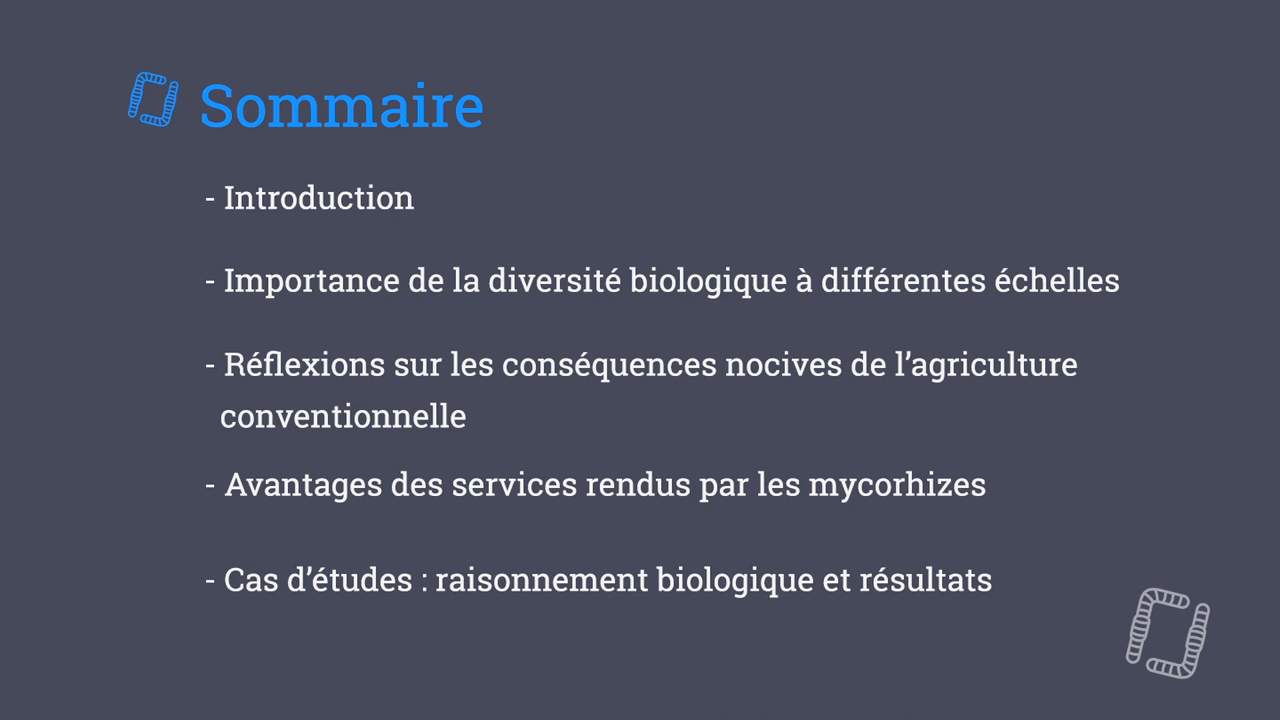 Sommaire
- Introduction
- Importance de la diversité biologique à différentes échelles
- Réflexions sur les conséquences nocives de l’agriculture
conventionnelle
- Avantages des services rendus par les mycorhizes
- Cas d’études : raisonnement biologique et résultats